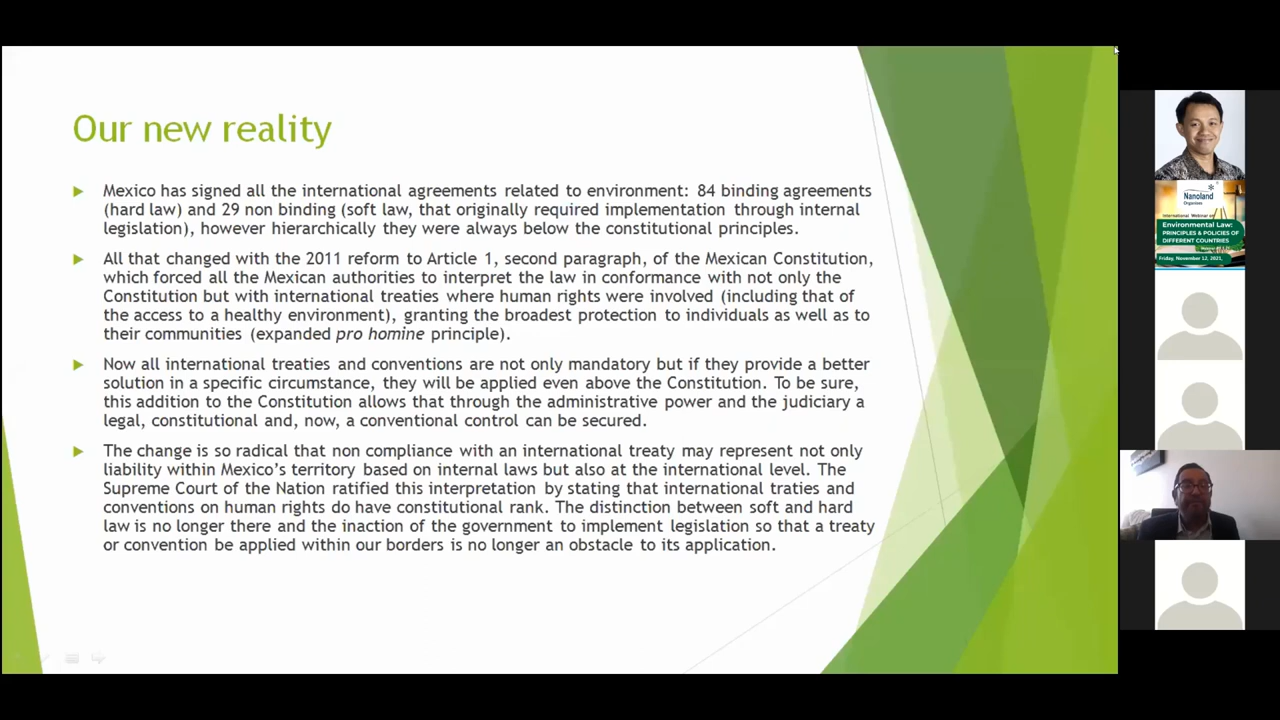 Our new reality
Mexico has signed all the international agreements related to environment: 84 binding agreements
(hard law) and 29 non binding (soft law, that originally required implementation through internal
legislation), however hierarchically they were always below the constitutional principles.
All that changed with the 2011 reform to Article 1, second paragraph, of the Mexican Constitution,
which forced all the Mexican authorities to interpret the law in conformance with not only the
Constitution but with international treaties where human rights were involved (including that of
the access to a healthy environment), granting the broadest protection to individuals as well as to
their communities (expanded pro homine principle).
Now all international treaties and conventions are not only mandatory but if they provide a better
solution in a specific circumstance, they will be applied even above the Constitution. To be sure,
this addition to the Constitution allows that through the administrative power and the judiciary a
legal, constitutional and, now, a conventional control can be secured.
The change is so radical that non compliance with an international treaty may represent not only
liability within Mexico's territory based on internal laws but also at the international level. The
Supreme Court of the Nation ratified this interpretation by stating that international traties and
conventions on human rights do have constitutional rank. The distinction between soft and hard
law is no longer there and the inaction of the government to implement legislation so that a treaty
or convention be applied within our borders is no longer an obstacle to its application.
Nanoland
Organizes
International Webinar on
Environmental Law:
PRINCIPLES & POLICIES OF
DIFFERENT COUNTRIES
Friday, November 12, 2021,